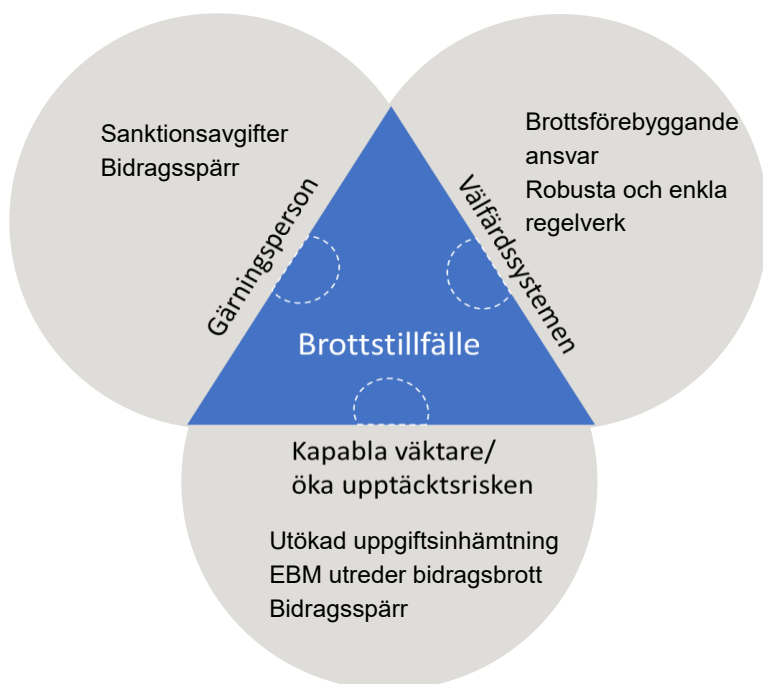 Sanktionsavgifter
Bidragsspärr
Gärningsperson
Brottsförebyggande
ansvar
Robusta och enkla
regelverk
Välfärdssystemen
Brottstillfälle
Kapabla väktare/
öka upptäcktsrisken
Utökad uppgiftsinhämtning
EBM utreder bidragsbrott
Bidragsspärr